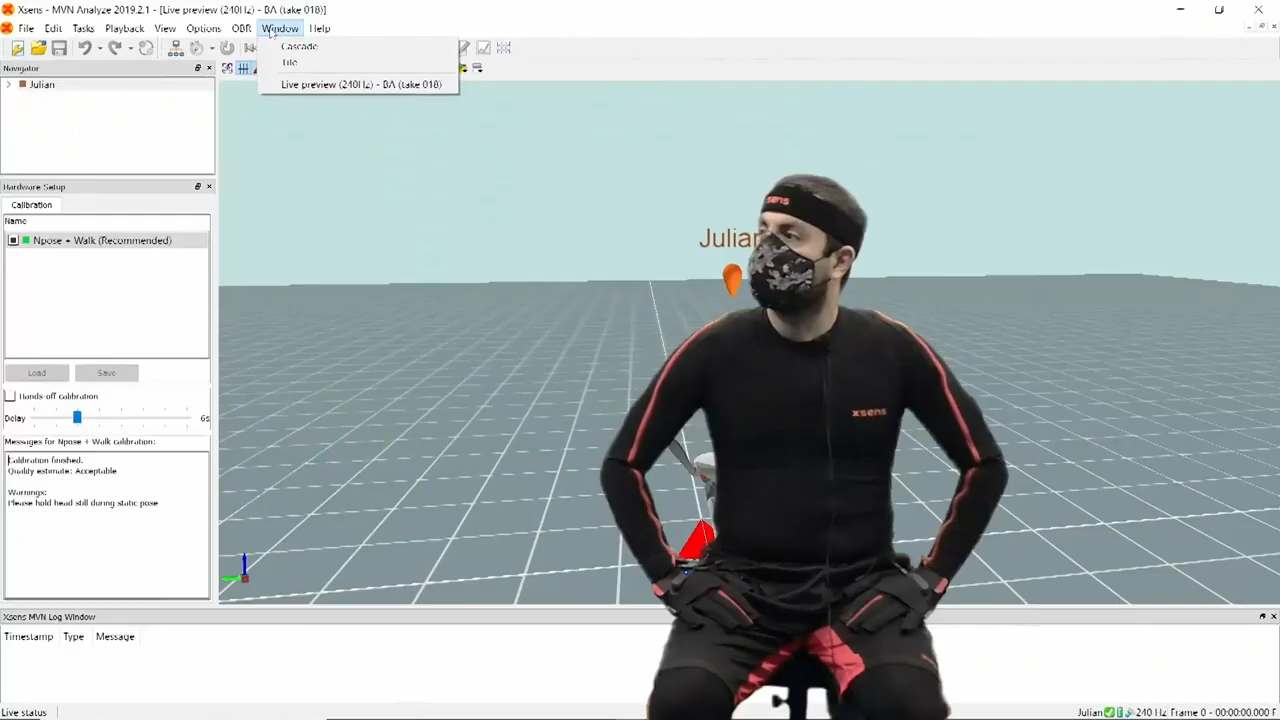 Xsens - MVN Analyze 2019.2.1 - [Live preview (240Hz) - BA (take 018)]
File Edit Tasks Playback View Options OBR Window Help
Cascade
Tile
Live preview (240Hz) - BA (take 018)
Navigator
Julian
Hardware Setup
Calibration
Name
Npose + Walk (Recommended)
Load Save
Hands-off calibration
Delay 6s
Messages for Npose + Walk calibration:
Calibration finished.
Quality estimate: Acceptable
Warnings:
Please hold head still during static pose
Julian
xsens
xsens
Xsens MVN Log Window
Timestamp Type Message
Live status
Julian 240 Hz Frame 0 - 00:00:00.000 F